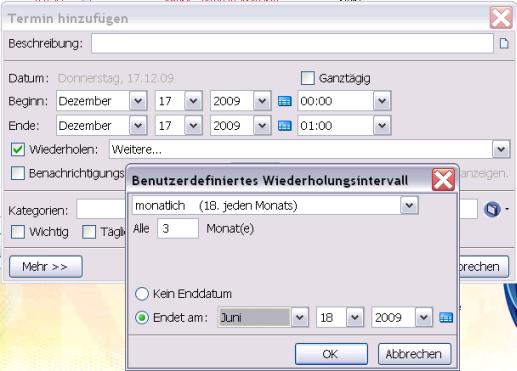 Termin hinzufügen
Beschreibung:
Datum: Donnerstag, 17.12.09 Ganztägig
Beginn: Dezember 17 2009 00:00
Ende: Dezember 17 2009 01:00
Wiederholen: Weitere...
Benachrichtigungs anzeigen.
Kategorien:
Wichtig Tägli
Mehr >> brechen
Benutzerdefiniertes Wiederholungsintervall
monatlich (18. jeden Monats)
Alle 3 Monat(e)
Kein Enddatum
Endet am: Juni 18 2009
OK Abbrechen